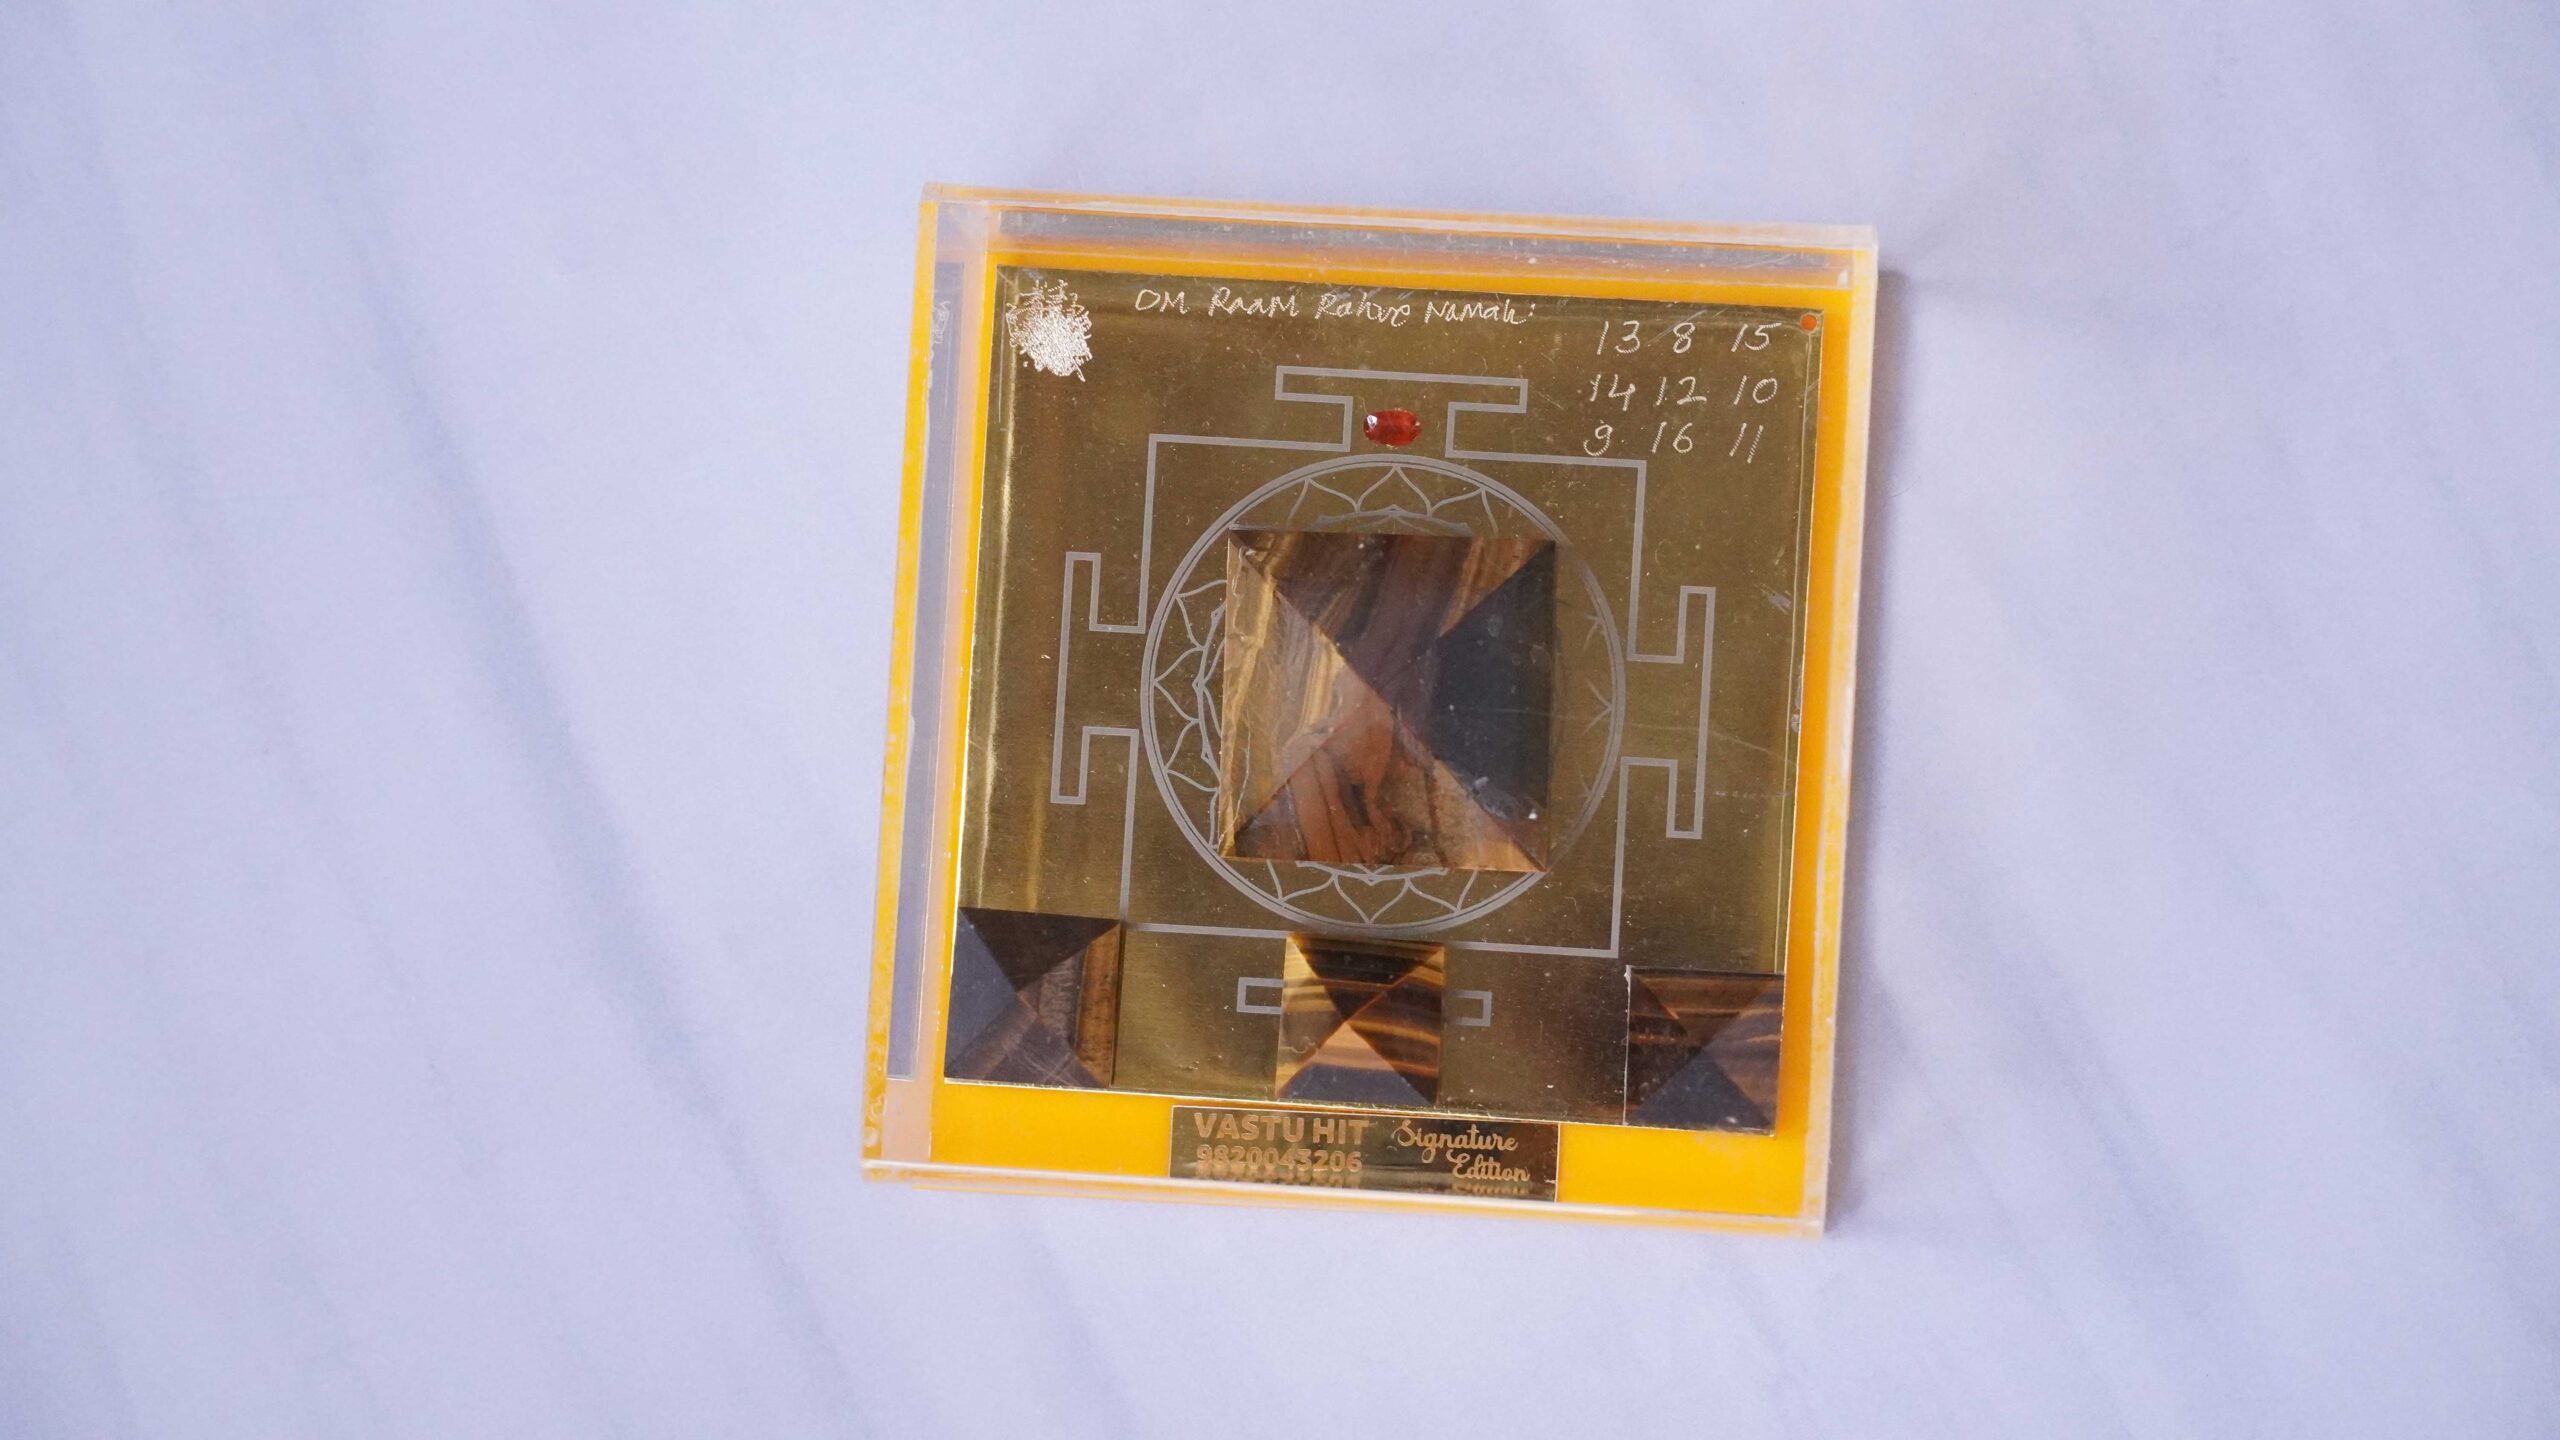 OM RaaM Rahve Namah:
13 8 15
14 12 10
9 16 11
VASTU HIT
9820043206
Signature
Edition